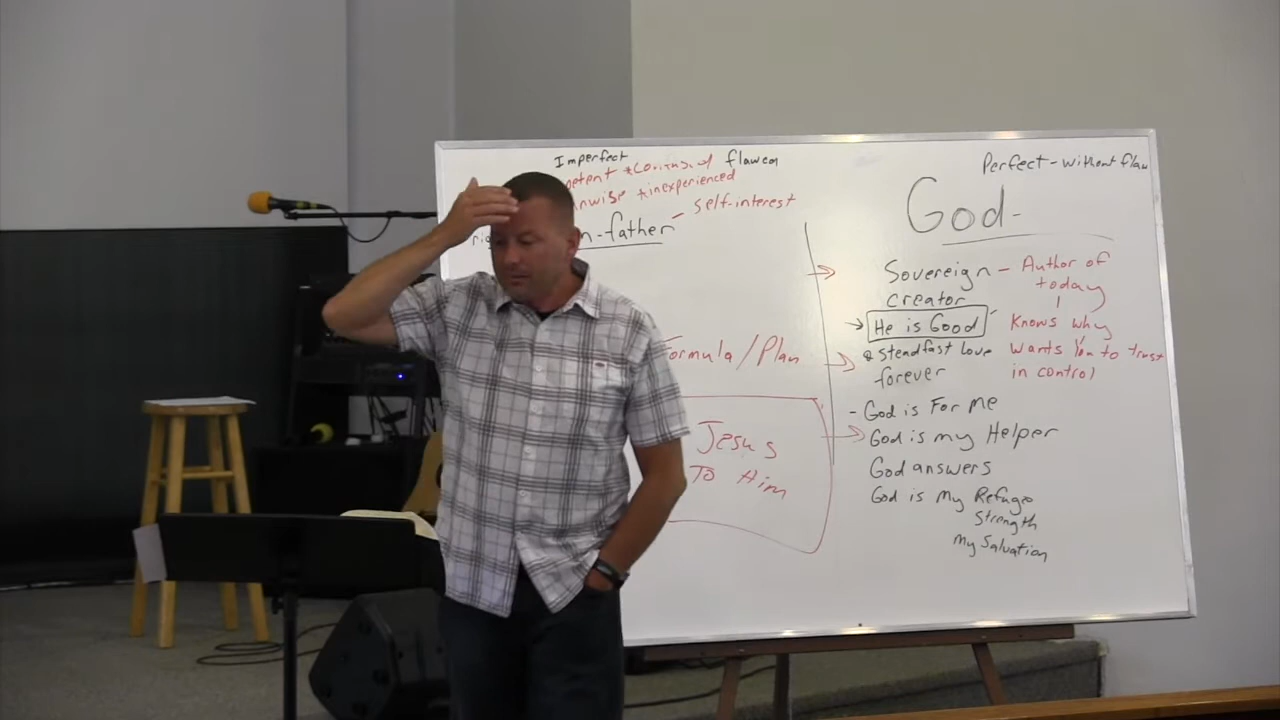 Imperfect
flawed
inexperienced
n-father - self-interest
Formula/Plan
Jesus
To Him
Perfect - without flaw
God -
Sovereign - Author of
today
creator
→ He is Good
Knows why
steadfast love
Wants You to trust
forever
in control
- God is For me
God is my Helper
God answers
God is My Refuge
Strength
My Salvation